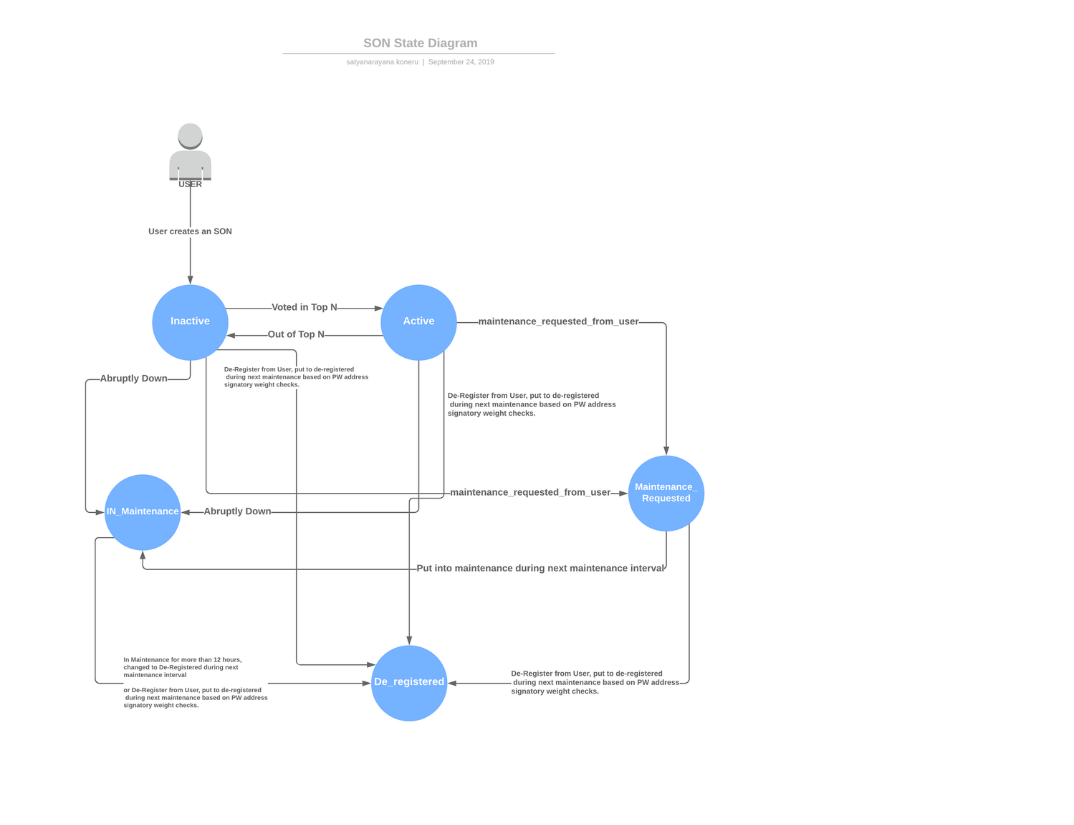 SON State Diagram
satyanarayana koneru | September 24, 2019
USER
User creates an SON
Inactive
Voted in Top N
Out of Top N
Active
maintenance_requested_from_user
De-Register from User, put to de-registered
during next maintenance based on PW address
signatory weight checks.
Abruptly Down
De-Register from User, put to de-registered
during next maintenance based on PW address
signatory weight checks.
maintenance_requested_from_user
Maintenance_
Requested
IN_Maintenance
Abruptly Down
Put into maintenance during next maintenance interval
In Maintenance for more than 12 hours,
changed to De-Registered during next
maintenance interval
or De-Register from User, put to de-registered
during next maintenance based on PW address
signatory weight checks.
De_registered
De-Register from User, put to de-registered
during next maintenance based on PW address
signatory weight checks.